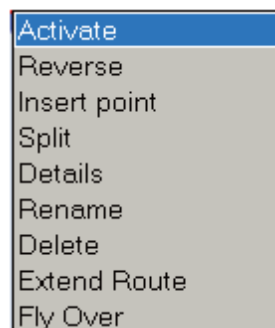 Activate
Reverse
Insert point
Split
Details
Rename
Delete
Extend Route
Fly Over